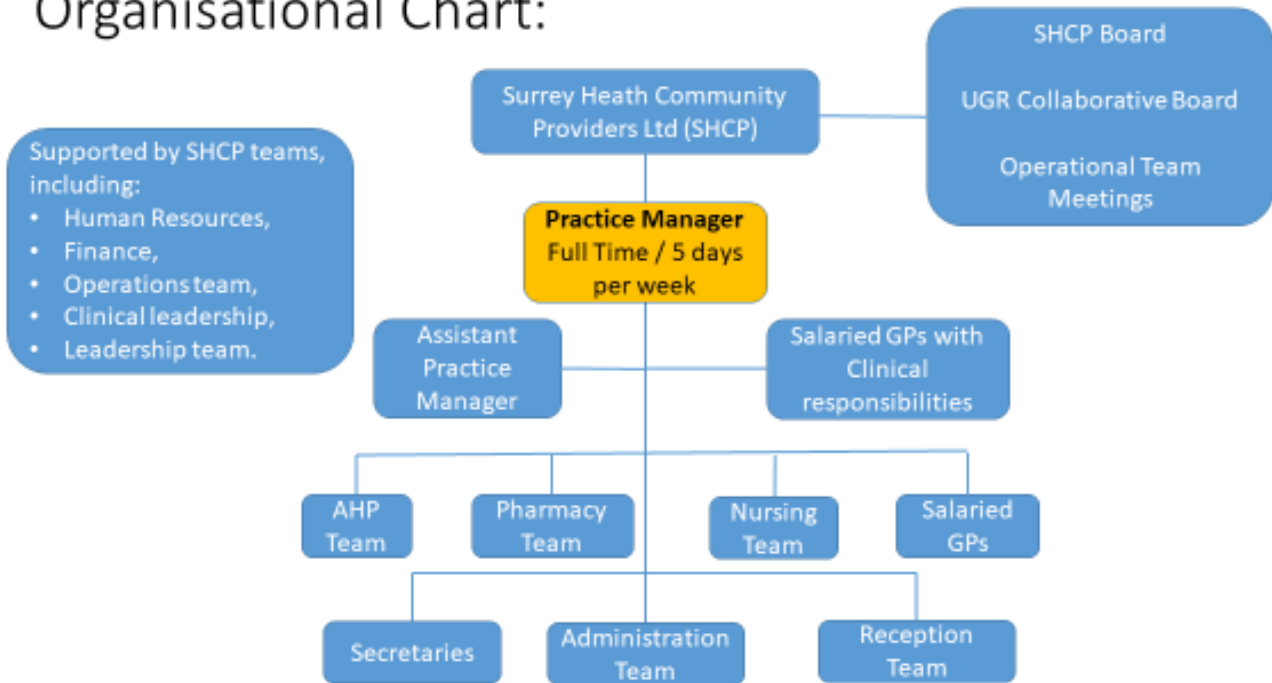 Organisational Chart:
SHCP Board
UGR Collaborative Board
Operational Team
Meetings
Surrey Heath Community
Providers Ltd (SHCP)
Supported by SHCP teams,
including:
• Human Resources,
• Finance,
• Operations team,
• Clinical leadership,
• Leadership team.
Practice Manager
Full Time / 5 days
per week
Assistant
Practice
Manager
Salaried GPs with
Clinical
responsibilities
AHP
Team
Pharmacy
Team
Nursing
Team
Salaried
GPs
Secretaries
Administration
Team
Reception
Team